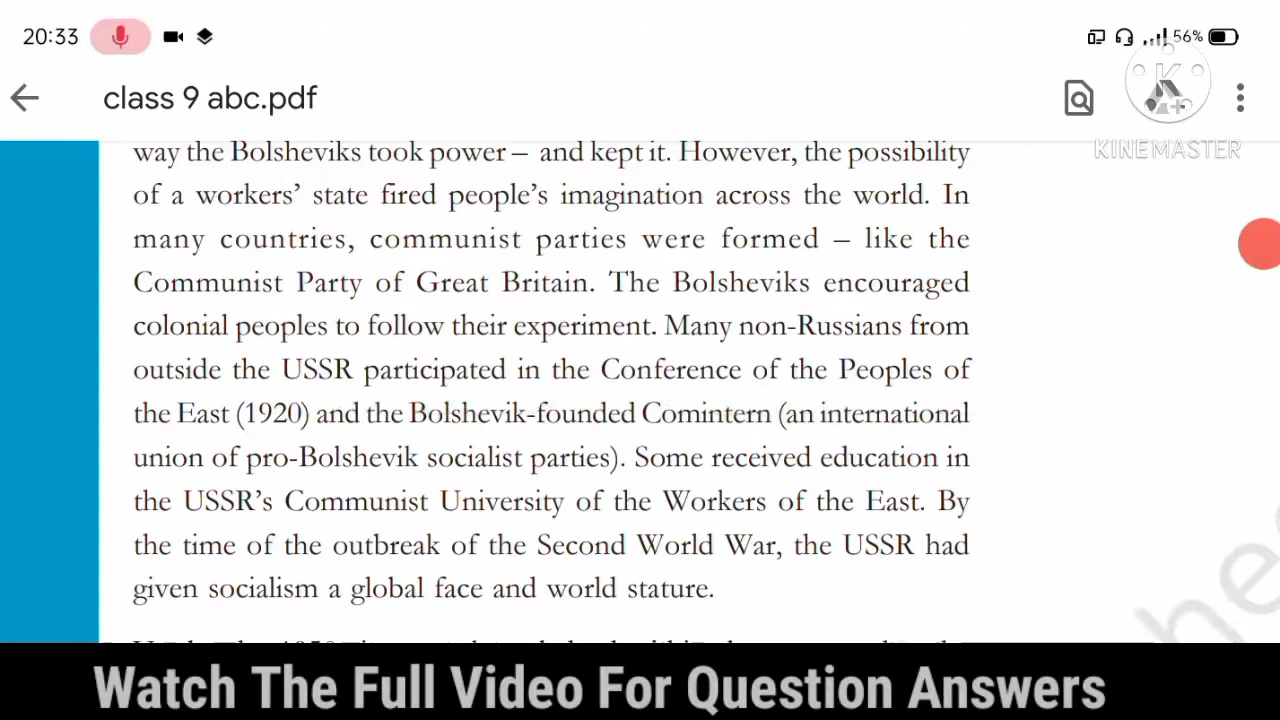 20:33
56%
class 9 abc.pdf
KINEMASTER
way the Bolsheviks took power – and kept it. However, the possibility
of a workers’ state fired people’s imagination across the world. In
many countries, communist parties were formed – like the
Communist Party of Great Britain. The Bolsheviks encouraged
colonial peoples to follow their experiment. Many non-Russians from
outside the USSR participated in the Conference of the Peoples of
the East (1920) and the Bolshevik-founded Comintern (an international
union of pro-Bolshevik socialist parties). Some received education in
the USSR’s Communist University of the Workers of the East. By
the time of the outbreak of the Second World War, the USSR had
given socialism a global face and world stature.
Watch The Full Video For Question Answers